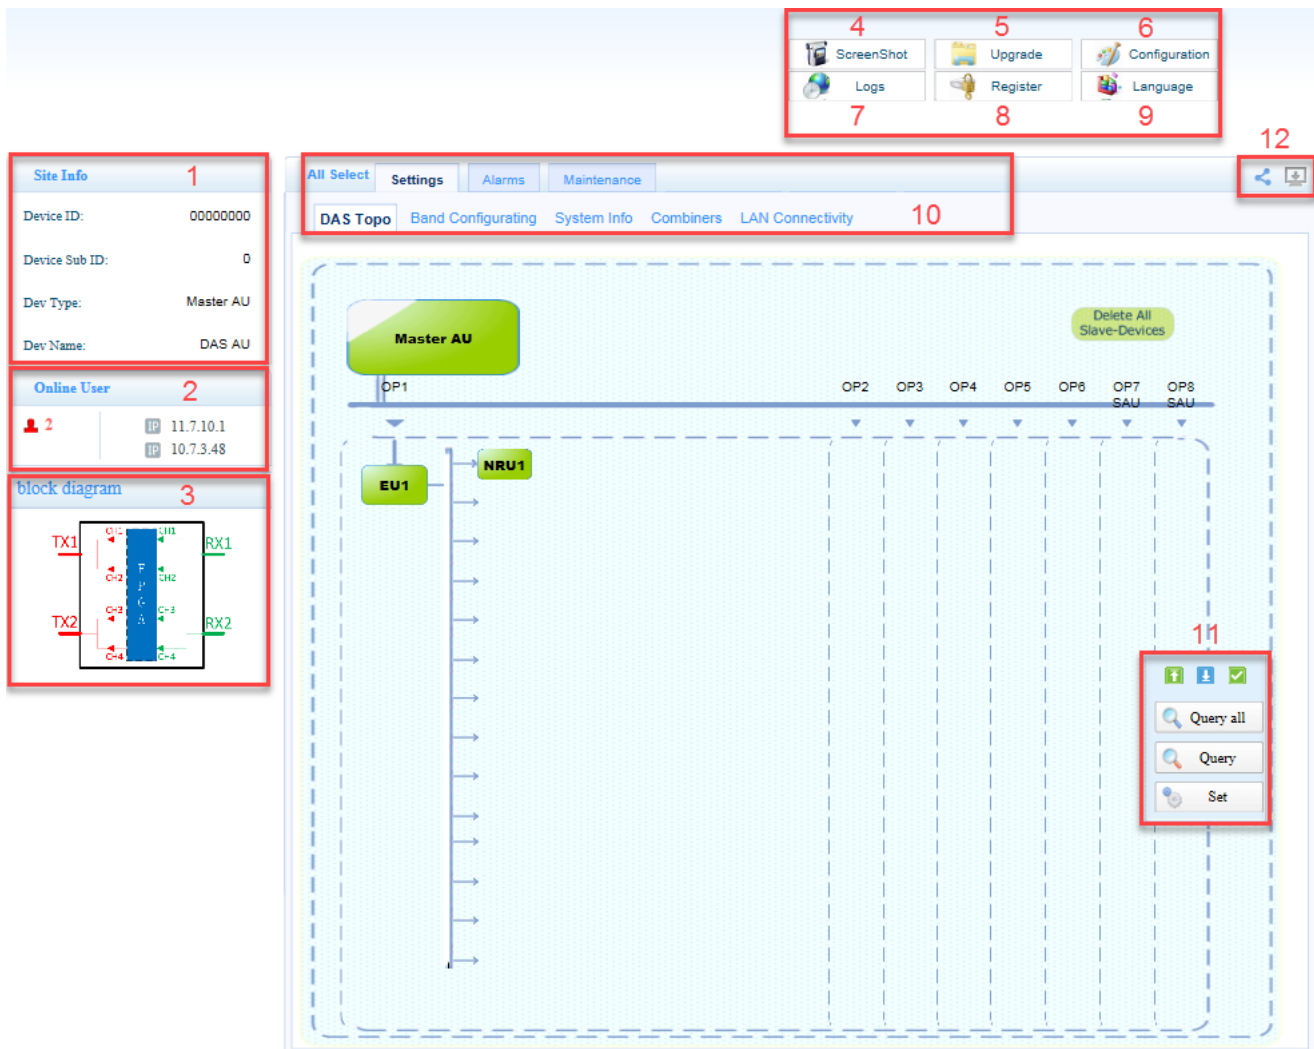 4 5 6
ScreenShot Upgrade Configuration
Logs Register Language
7 8 9
12
Site Info 1
Device ID: 00000000
Device Sub ID: 0
Dev Type: Master AU
Dev Name: DAS AU
Online User 2
2 IP 11.7.10.1
IP 10.7.3.48
block diagram 3
CH1 CH1
TX1 RX1
CH2 CH2
FPGA
CH3 CH3
TX2 RX2
CH4 CH4
All Select Settings Alarms Maintenance
DAS Topo Band Configurating System Info Combiners LAN Connectivity 10
Master AU
Delete All
Slave-Devices
OP1 OP2 OP3 OP4 OP5 OP6 OP7 OP8
SAU SAU
NRU1
EU1
11
Query all
Query
Set